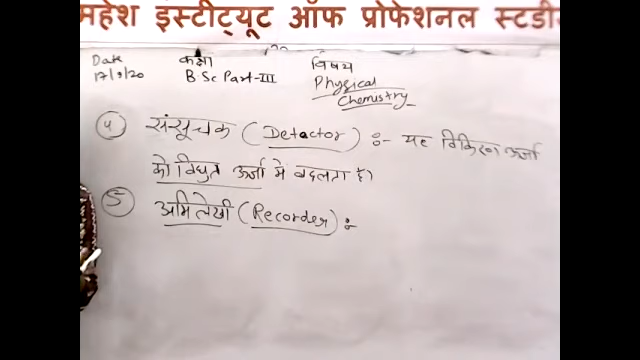 महेश इंस्टीट्यूट ऑफ प्रोफेशनल स्टडीस
Date कक्षा विषय
17/9/20 B.Sc Part-III Physical
Chemistry
4 संसूचक (Detactor) :- यह विकिरण ऊर्जा
को विधुत ऊर्जा में बदलता है।
5 अभिलेखी (Recorder) :-